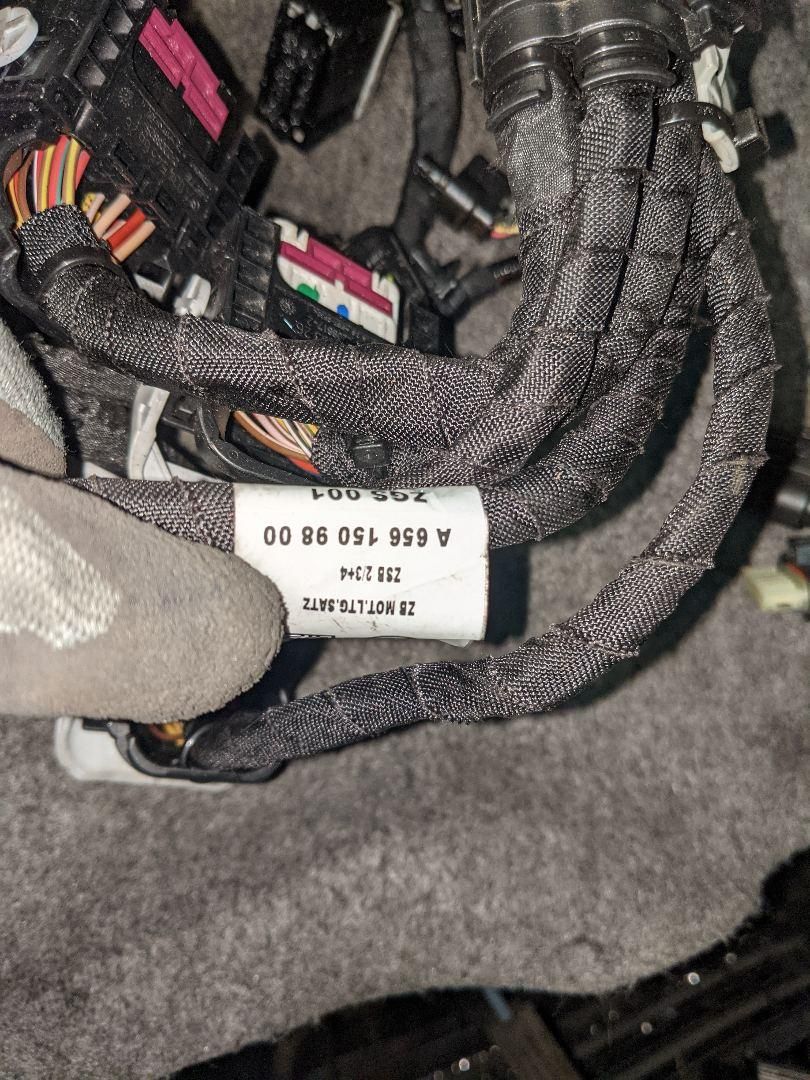 ZB MOT.LTG.SATZ
ZSB 2/3+4
A 656 150 98 00
ZGS 001